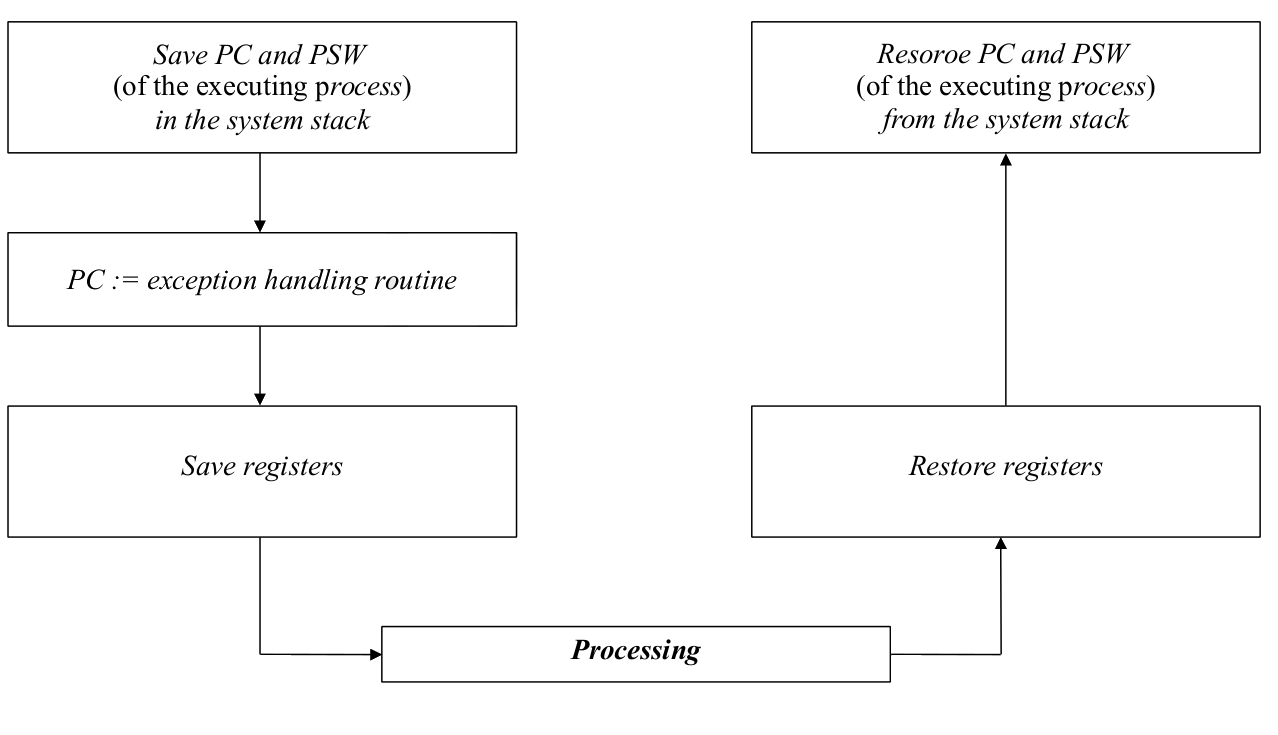 Save PC and PSW
(of the executing process)
in the system stack
PC := exception handling routine
Save registers
Processing
Restore registers
Resoroe PC and PSW
(of the executing process)
from the system stack